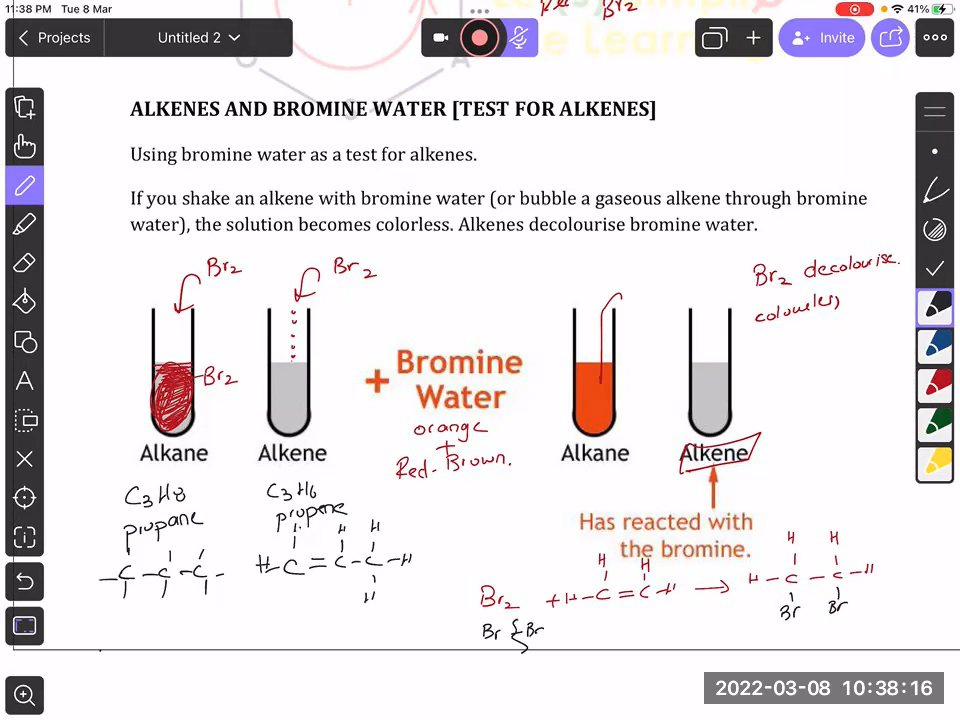 11:38 PM Tue 8 Mar
41%
Br2
Projects
Untitled 2
Invite
ALKENES AND BROMINE WATER [TEST FOR ALKENES]
Using bromine water as a test for alkenes.
If you shake an alkene with bromine water (or bubble a gaseous alkene through bromine
water), the solution becomes colorless. Alkenes decolourise bromine water.
Br2
Br2
Br2 decolourise.
colourless,
Br2
+ Bromine
Water
orange
+
Red-Brown.
Alkane
Alkene
Alkane
Alkene
C3H8
propane
C3H6
propene
Has reacted with
the bromine.
H H
H-C=C-C-H
H
-C-C-C-
H H
Br2 + H-C=C-H → H-C-C-H
H H
Br Br
Br Br
2022-03-08 10:38:16